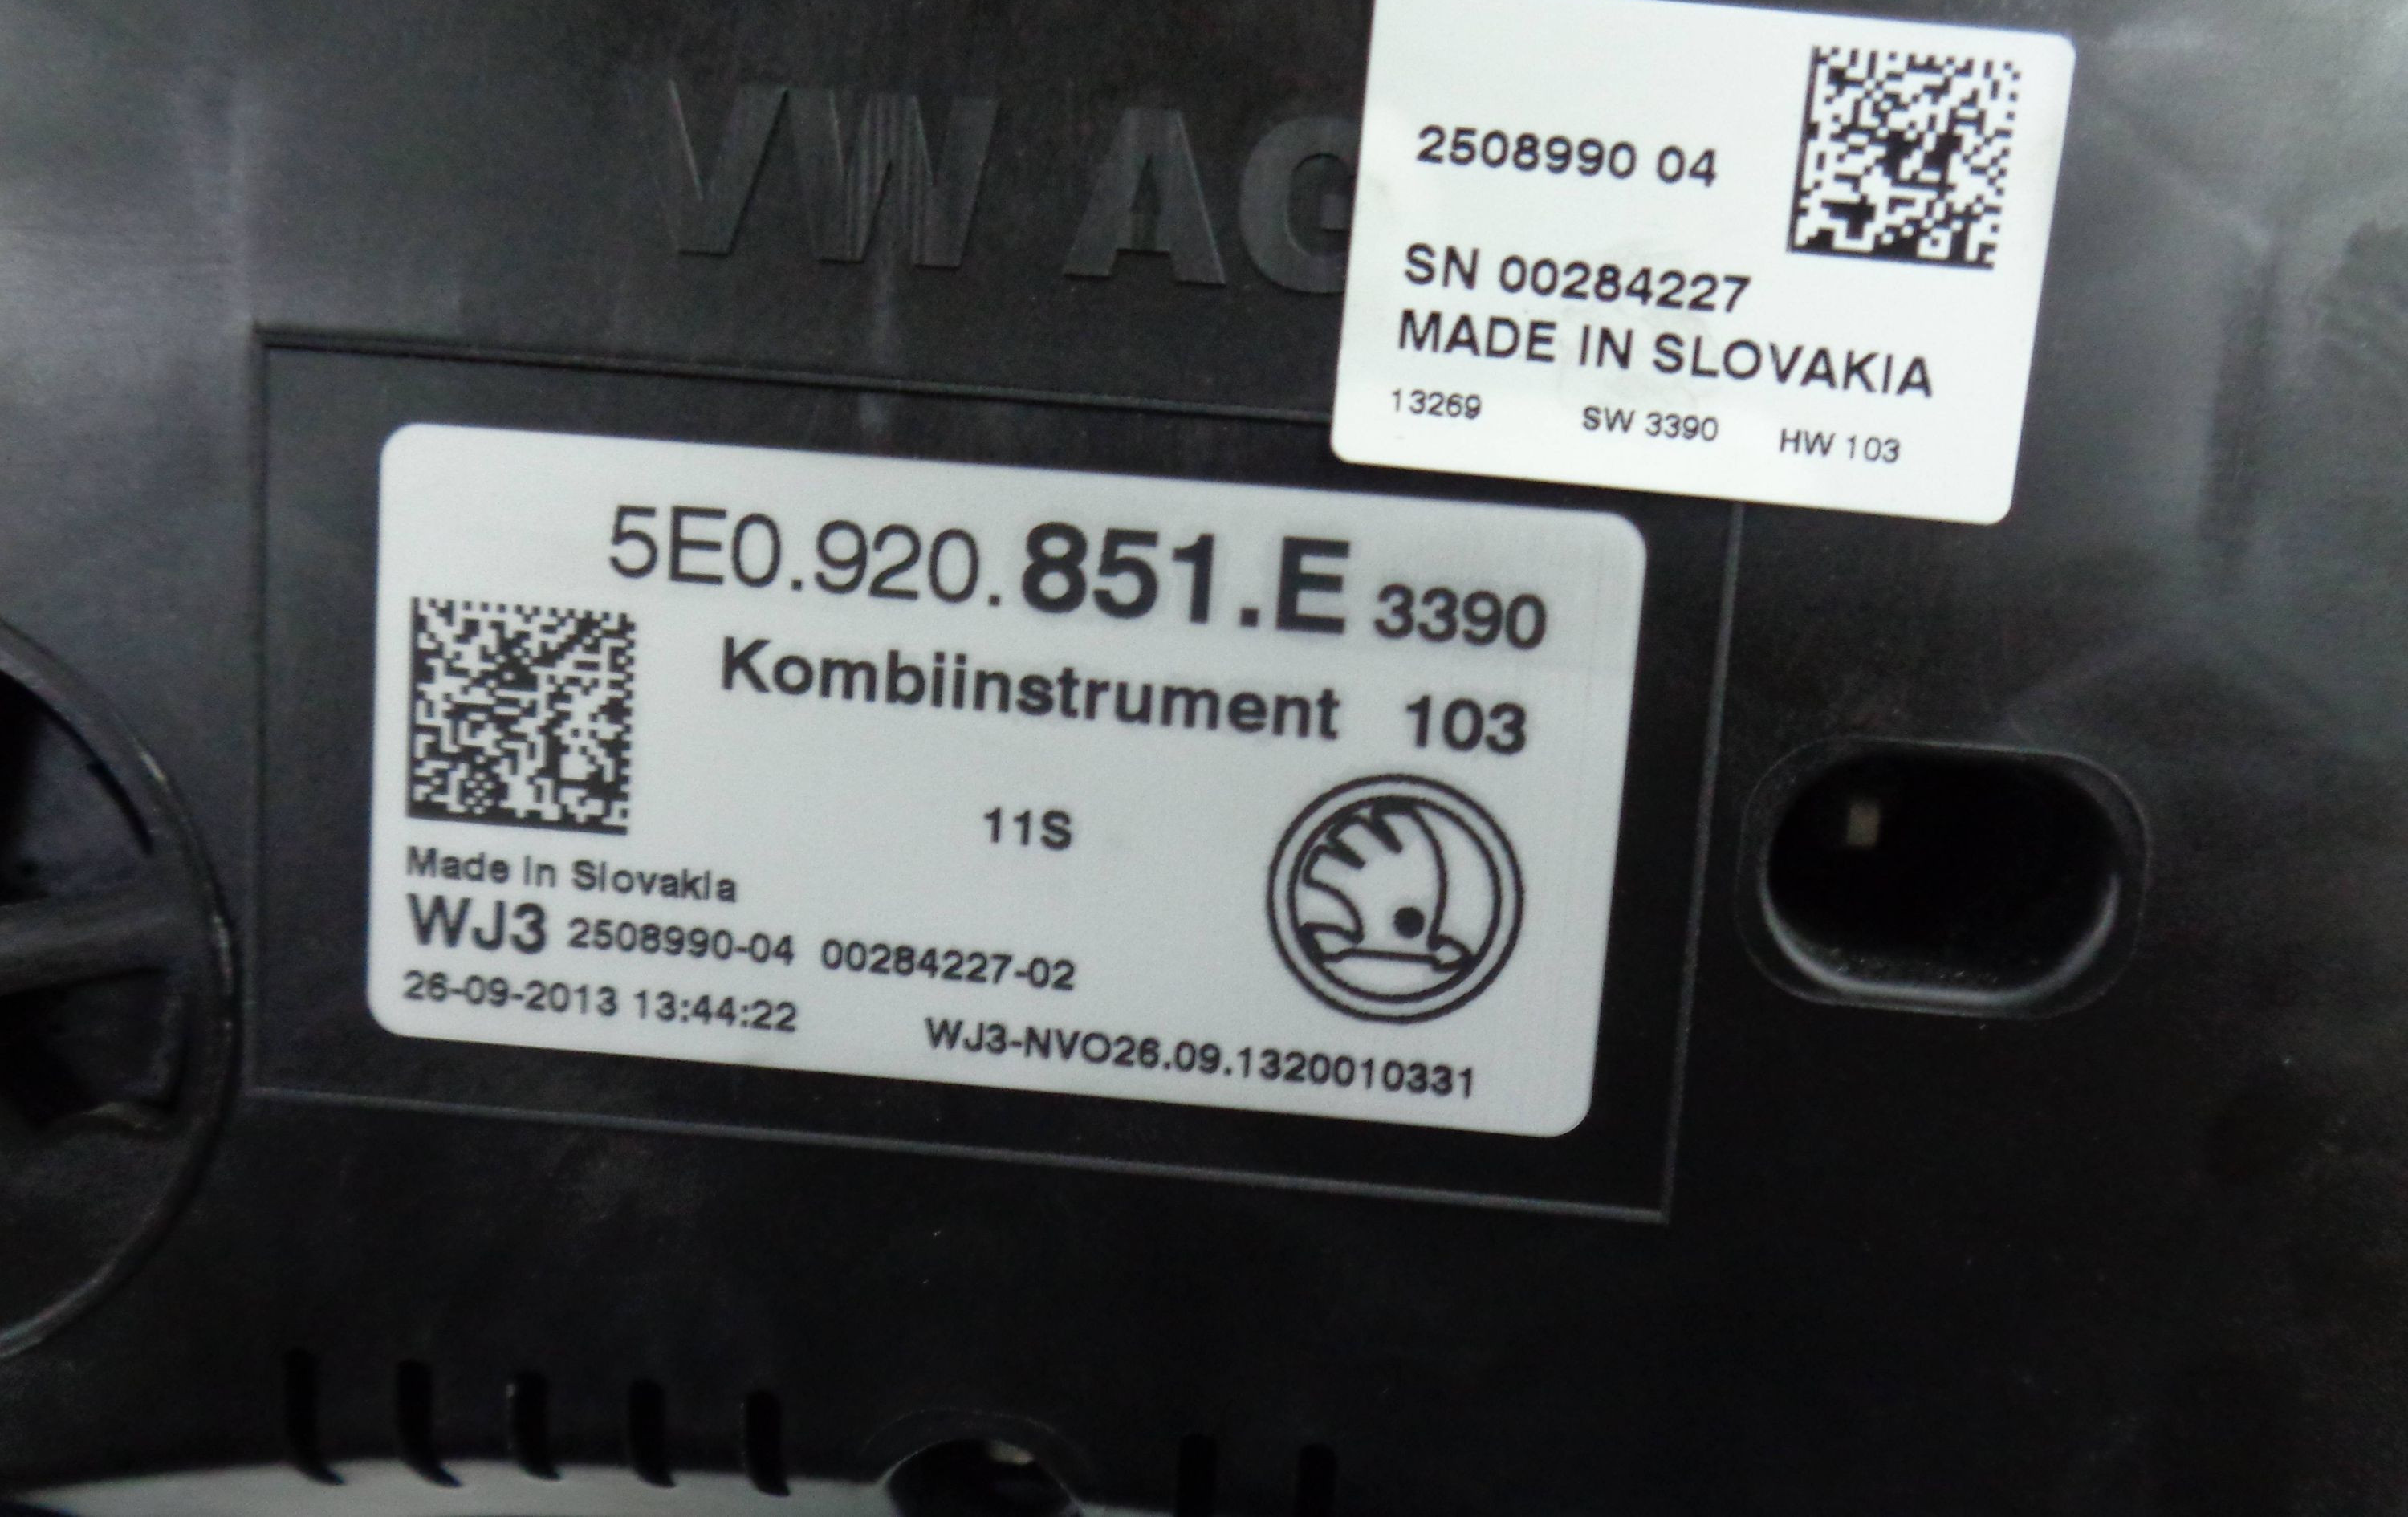 VW AG
2508990 04
SN 00284227
MADE IN SLOVAKIA
13269 SW 3390 HW 103
5E0.920.851.E 3390
Kombiinstrument 103
11S
Made in Slovakia
WJ3 2508990-04 00284227-02
26-09-2013 13:44:22
WJ3-NVO26.09.1320010331